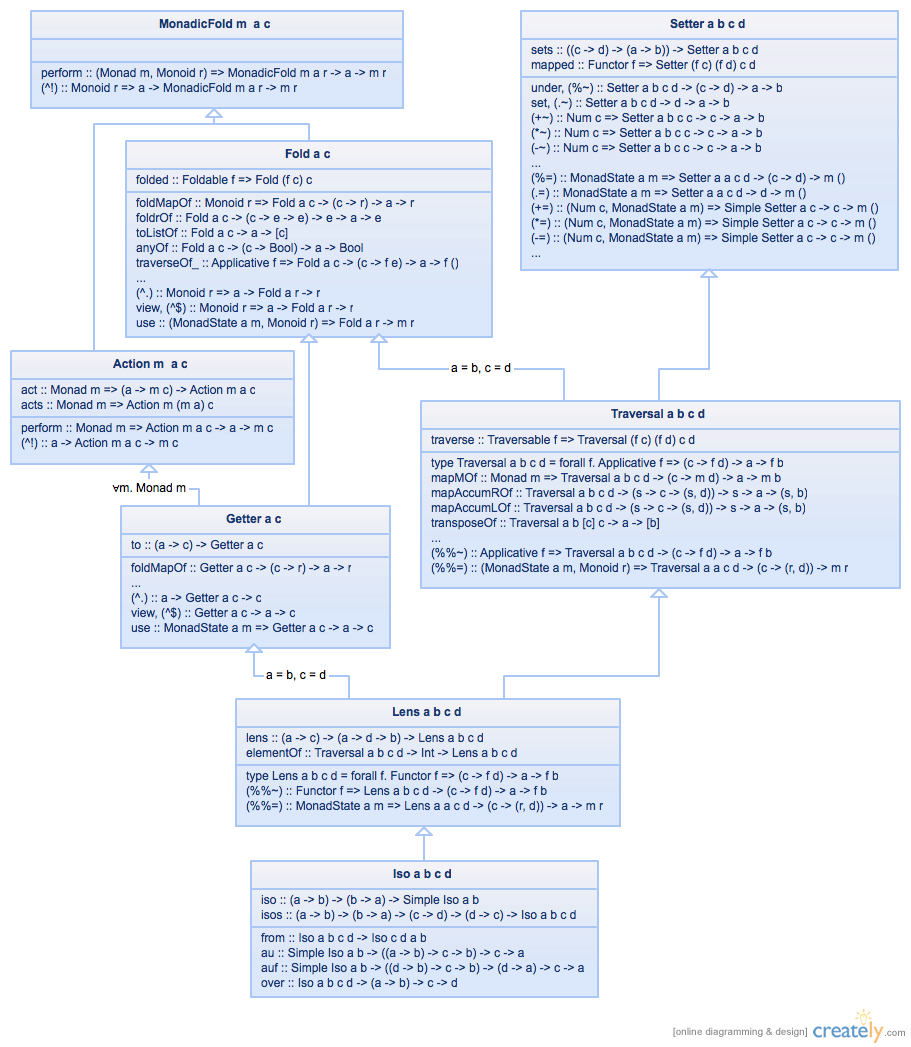 MonadicFold m a c
perform :: (Monad m, Monoid r) => MonadicFold m a r -> a -> m r
(^!) :: Monoid r => a -> MonadicFold m a r -> m r
Setter a b c d
sets :: ((c -> d) -> (a -> b)) -> Setter a b c d
mapped :: Functor f => Setter (f c) (f d) c d
under, (%~) :: Setter a b c d -> (c -> d) -> a -> b
set, (.~) :: Setter a b c d -> d -> a -> b
(+~) :: Num c => Setter a b c c -> c -> a -> b
(*~) :: Num c => Setter a b c c -> c -> a -> b
(-~) :: Num c => Setter a b c c -> c -> a -> b
...
(%=) :: MonadState a m => Setter a a c d -> (c -> d) -> m ()
(.=) :: MonadState a m => Setter a a c d -> d -> m ()
(+=) :: (Num c, MonadState a m) => Simple Setter a c -> c -> m ()
(*=) :: (Num c, MonadState a m) => Simple Setter a c -> c -> m ()
(-=) :: (Num c, MonadState a m) => Simple Setter a c -> c -> m ()
...
Fold a c
folded :: Foldable f => Fold (f c) c
foldMapOf :: Monoid r => Fold a c -> (c -> r) -> a -> r
foldrOf :: Fold a c -> (c -> e -> e) -> e -> a -> e
toListOf :: Fold a c -> a -> [c]
anyOf :: Fold a c -> (c -> Bool) -> a -> Bool
traverseOf_ :: Applicative f => Fold a c -> (c -> f e) -> a -> f ()
...
(^.) :: Monoid r => a -> Fold a r -> r
view, (^$) :: Monoid r => a -> Fold a r -> r
use :: (MonadState a m, Monoid r) => Fold a r -> m r
Action m a c
act :: Monad m => (a -> m c) -> Action m a c
acts :: Monad m => Action m (m a) c
perform :: Monad m => Action m a c -> a -> m c
(^!) :: a -> Action m a c -> m c
a = b, c = d
Traversal a b c d
traverse :: Traversable f => Traversal (f c) (f d) c d
type Traversal a b c d = forall f. Applicative f => (c -> f d) -> a -> f b
mapMOf :: Monad m => Traversal a b c d -> (c -> m d) -> a -> m b
mapAccumROf :: Traversal a b c d -> (s -> c -> (s, d)) -> s -> a -> (s, b)
mapAccumLOf :: Traversal a b c d -> (s -> c -> (s, d)) -> s -> a -> (s, b)
transposeOf :: Traversal a b [c] c -> a -> [b]
...
(%%~) :: Applicative f => Traversal a b c d -> (c -> f d) -> a -> f b
(%%=) :: (MonadState a m, Monoid r) => Traversal a a c d -> (c -> (r, d)) -> m r
∀m. Monad m
Getter a c
to :: (a -> c) -> Getter a c
foldMapOf :: Getter a c -> (c -> r) -> a -> r
...
(^.) :: a -> Getter a c -> c
view, (^$) :: Getter a c -> a -> c
use :: MonadState a m => Getter a c -> a -> c
a = b, c = d
Lens a b c d
lens :: (a -> c) -> (a -> d -> b) -> Lens a b c d
elementOf :: Traversal a b c d -> Int -> Lens a b c d
type Lens a b c d = forall f. Functor f => (c -> f d) -> a -> f b
(%%~) :: Functor f => Lens a b c d -> (c -> f d) -> a -> f b
(%%=) :: MonadState a m => Lens a a c d -> (c -> (r, d)) -> a -> m r
Iso a b c d
iso :: (a -> b) -> (b -> a) -> Simple Iso a b
isos :: (a -> b) -> (b -> a) -> (c -> d) -> (d -> c) -> Iso a b c d
from :: Iso a b c d -> Iso c d a b
au :: Simple Iso a b -> ((a -> b) -> c -> b) -> c -> a
auf :: Simple Iso a b -> ((d -> b) -> c -> b) -> (d -> a) -> c -> a
over :: Iso a b c d -> (a -> b) -> c -> d
[online diagramming & design] creately.com